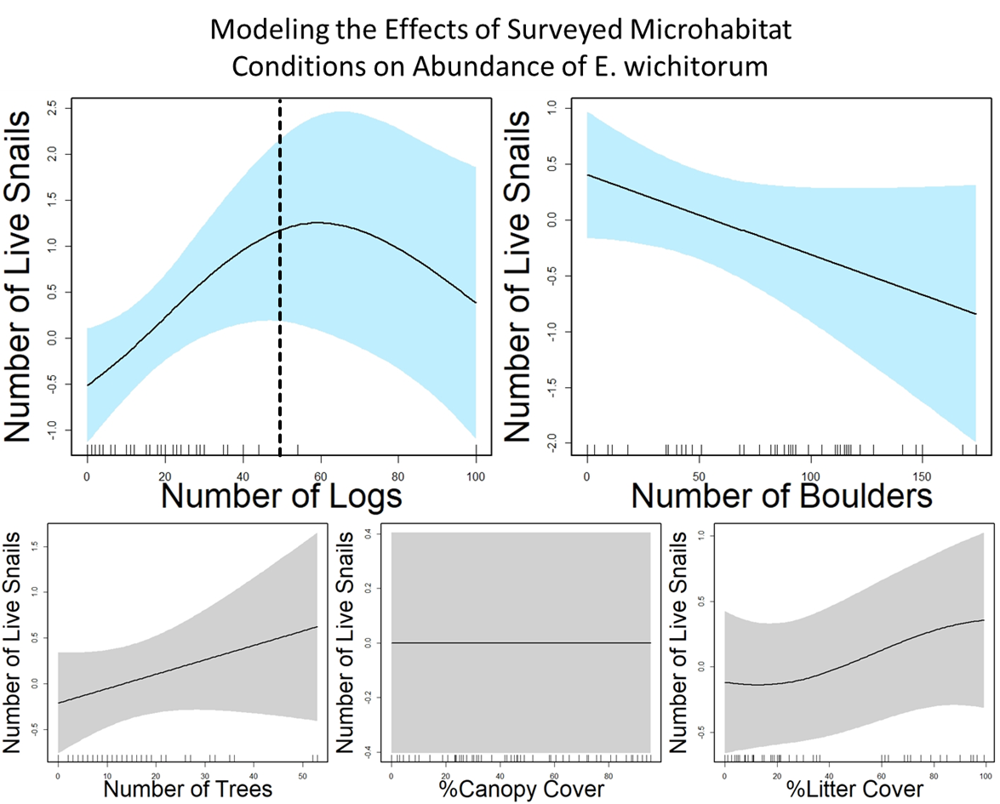 Modeling the Effects of Surveyed Microhabitat
Conditions on Abundance of E. wichitorum
Number of Live Snails
2.5
2.0
1.5
1.0
0.5
0.0
-0.5
-1.0
0 20 40 60 80 100
Number of Logs
Number of Live Snails
1.0
0.5
0.0
-0.5
-1.0
-1.5
-2.0
0 50 100 150
Number of Boulders
Number of Live Snails
1.5
1.0
0.5
0.0
-0.5
0 10 20 30 40 50
Number of Trees
Number of Live Snails
0.4
0.2
0.0
-0.2
-0.4
0 20 40 60 80
%Canopy Cover
Number of Live Snails
1.0
0.5
0.0
-0.5
0 20 40 60 80 100
%Litter Cover